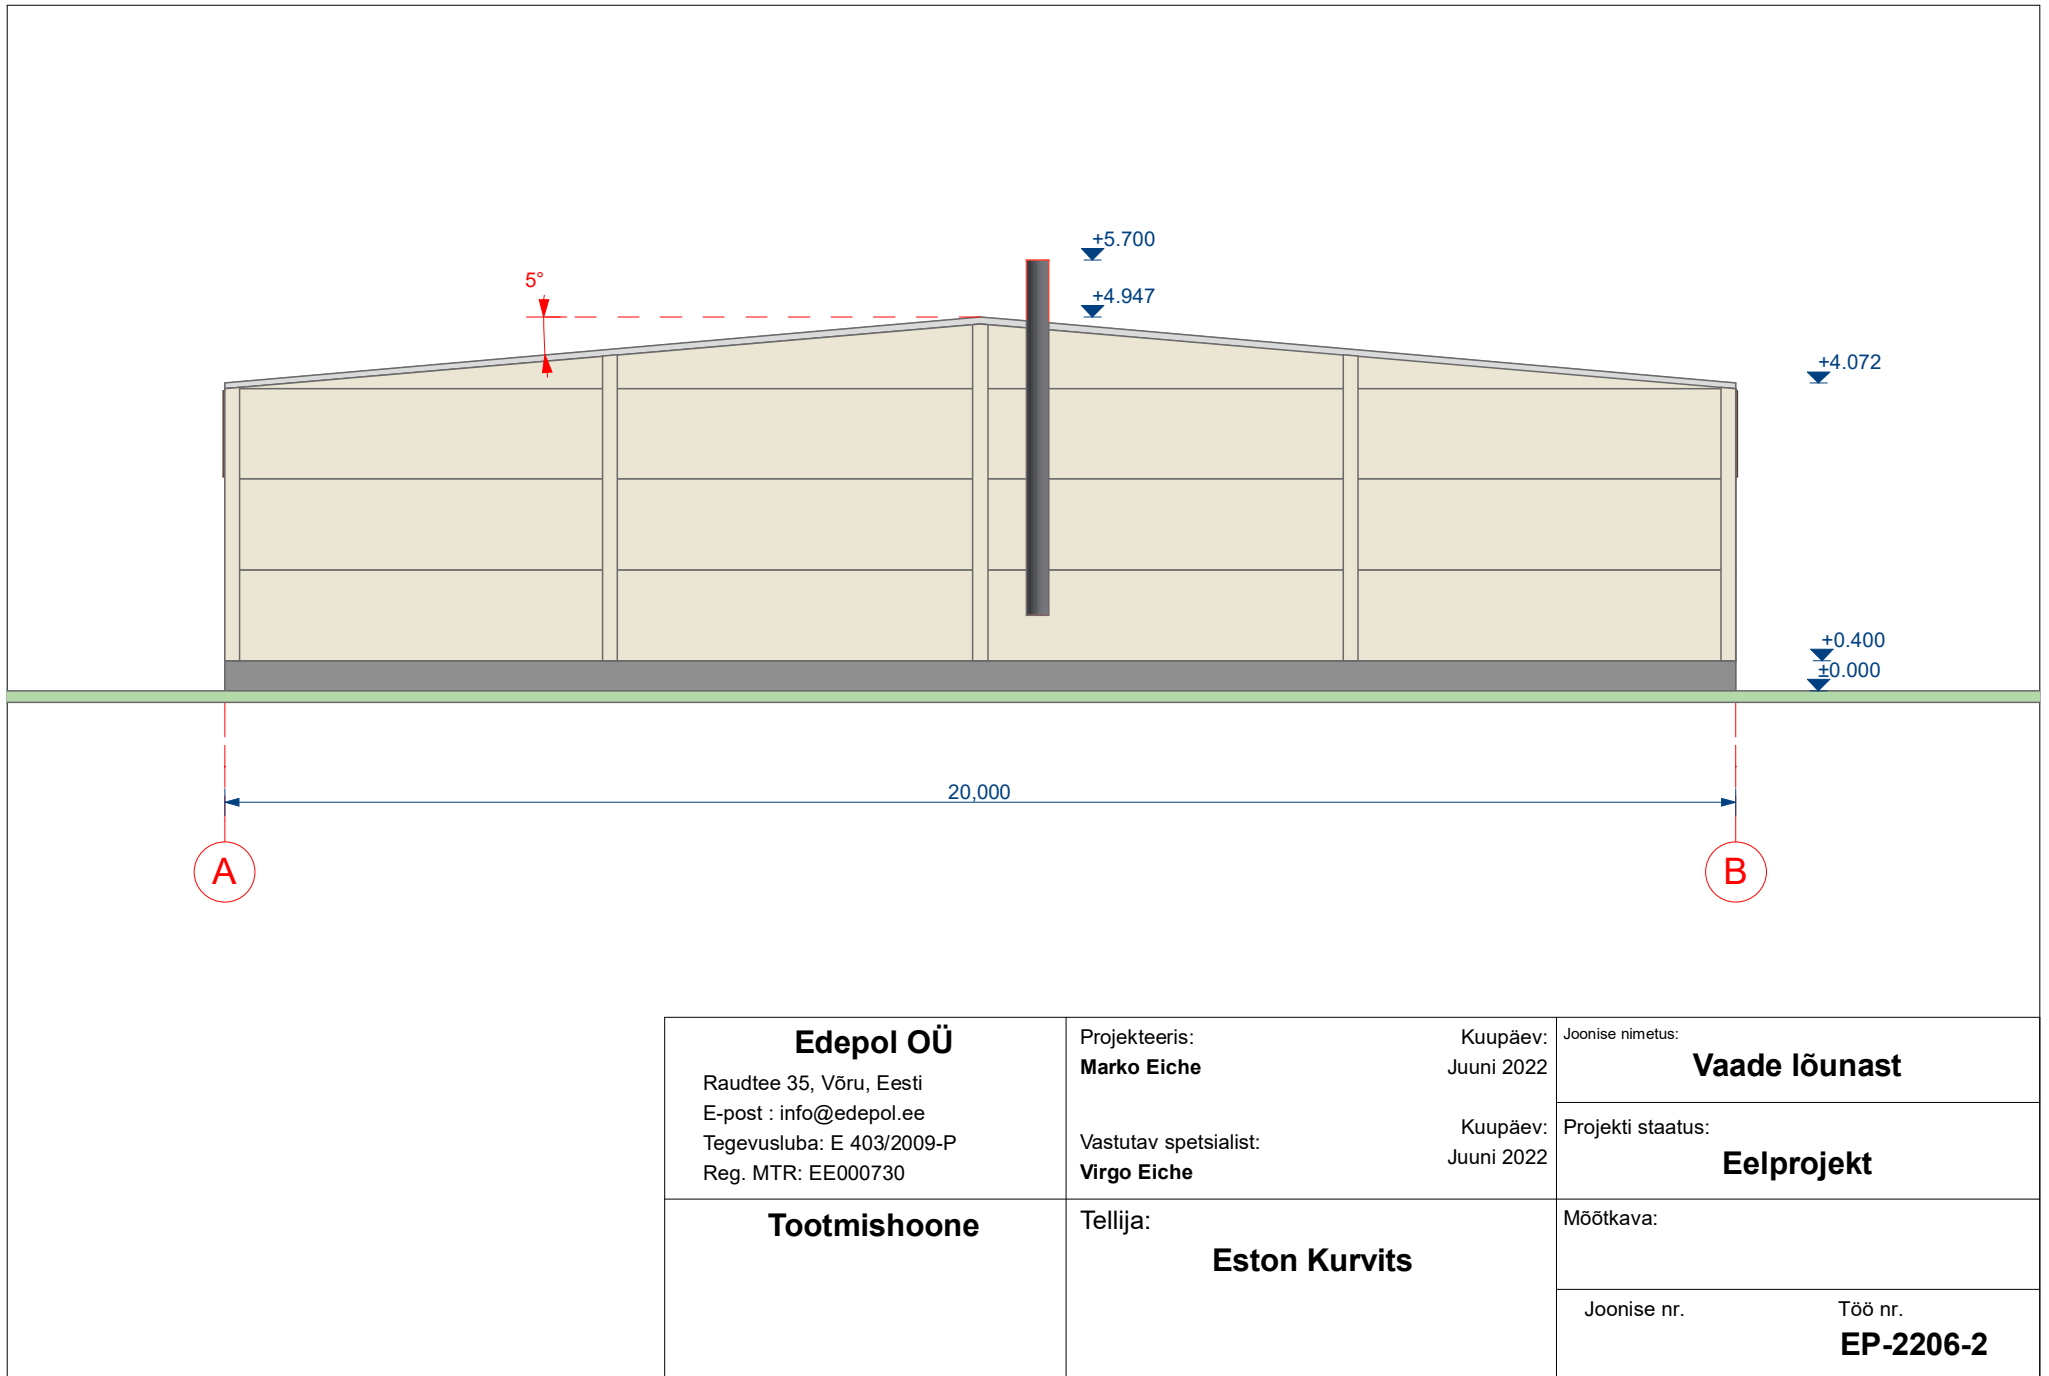 +5.700
5°
+4.947
+4.072
+0.400
±0.000
20,000
A
B
Edepol OÜ
Raudtee 35, Võru, Eesti
E-post : info@edepol.ee
Tegevusluba: E 403/2009-P
Reg. MTR: EE000730
Projekteeris:
Kuupäev:
Marko Eiche
Juuni 2022
Kuupäev:
Vastutav spetsialist:
Juuni 2022
Virgo Eiche
Joonise nimetus:
Vaade lõunast
Projekti staatus:
Eelprojekt
Tootmishoone
Tellija:
Eston Kurvits
Mõõtkava:
Joonise nr.
Töö nr.
EP-2206-2